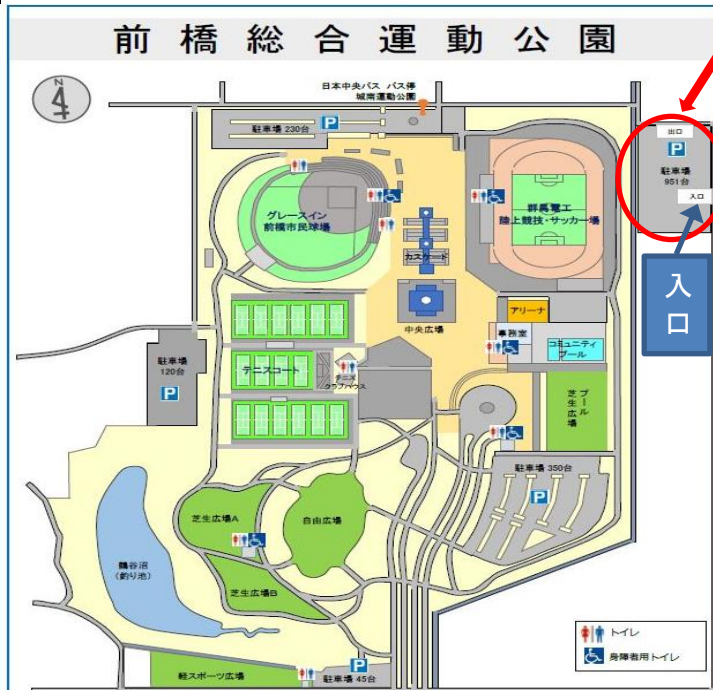 前橋総合運動公園
N
日本中央バス バス停
城南運動公園
駐車場 230台
P
出口
P
駐車場
951台
入口
グレースイン
前橋市民球場
群馬電工
陸上競技・サッカー場
カスケード
入口
アリーナ
中央広場
事務室
コミュニティ
プール
駐車場
120台
P
テニスコート
テニス
クラブハウス
プール
芝生広場
駐車場 350台
P
芝生広場A
自由広場
鶴谷沼
(釣り池)
芝生広場B
トイレ
身障者用トイレ
軽スポーツ広場
P
駐車場 45台